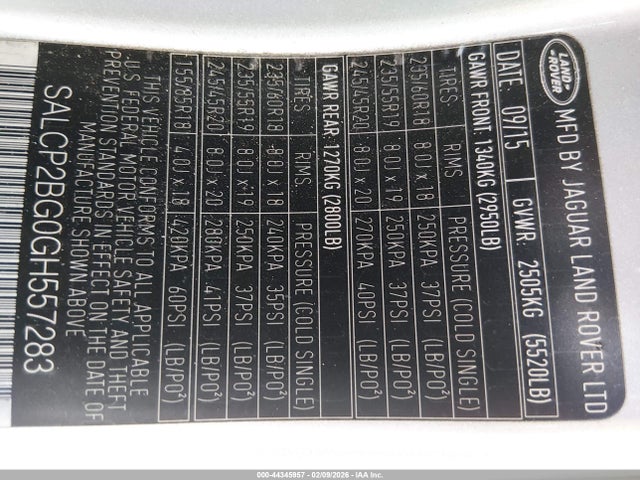 LAND ROVER
MFD BY JAGUAR LAND ROVER LTD
DATE: 09/15 GVWR: 2505KG (5520LB)
GAWR FRONT: 1340KG (2950LB)
TIRES RIMS PRESSURE (COLD SINGLE)
235/60R18 8.0J x 18 250KPA 37PSI (LB/PO²)
235/55R19 8.0J x 19 250KPA 37PSI (LB/PO²)
245/45R20 8.0J x 20 270KPA 40PSI (LB/PO²)
GAWR REAR: 1270KG (2800LB)
TIRES RIMS PRESSURE (COLD SINGLE)
235/60R18 8.0J x 18 240KPA 35PSI (LB/PO²)
235/55R19 8.0J x 19 250KPA 37PSI (LB/PO²)
245/45R20 8.0J x 20 280KPA 41PSI (LB/PO²)
155/85R18 4.0J x 18 420KPA 60PSI (LB/PO²)
THIS VEHICLE CONFORMS TO ALL APPLICABLE
U.S FEDERAL MOTOR VEHICLE SAFETY AND THEFT
PREVENTION STANDARDS IN EFFECT ON THE DATE OF
MANUFACTURE SHOWN ABOVE
SALCP2BG0GH557283
000-44345957 - 02/09/2026 - IAA Inc.